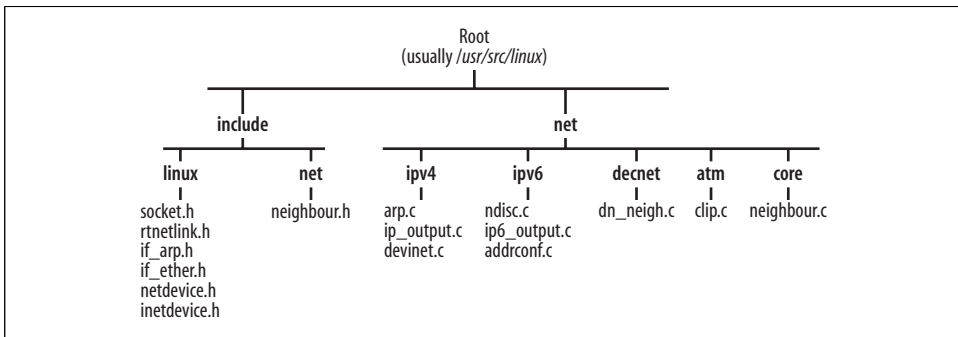 Root
(usually /usr/src/linux)
include
net
linux
net
ipv4
ipv6
decnet
atm
core
socket.h
rtnetlink.h
if_arp.h
if_ether.h
netdevice.h
inetdevice.h
neighbour.h
arp.c
ip_output.c
devinet.c
ndisc.c
ip6_output.c
addrconf.c
dn_neigh.c
clip.c
neighbour.c